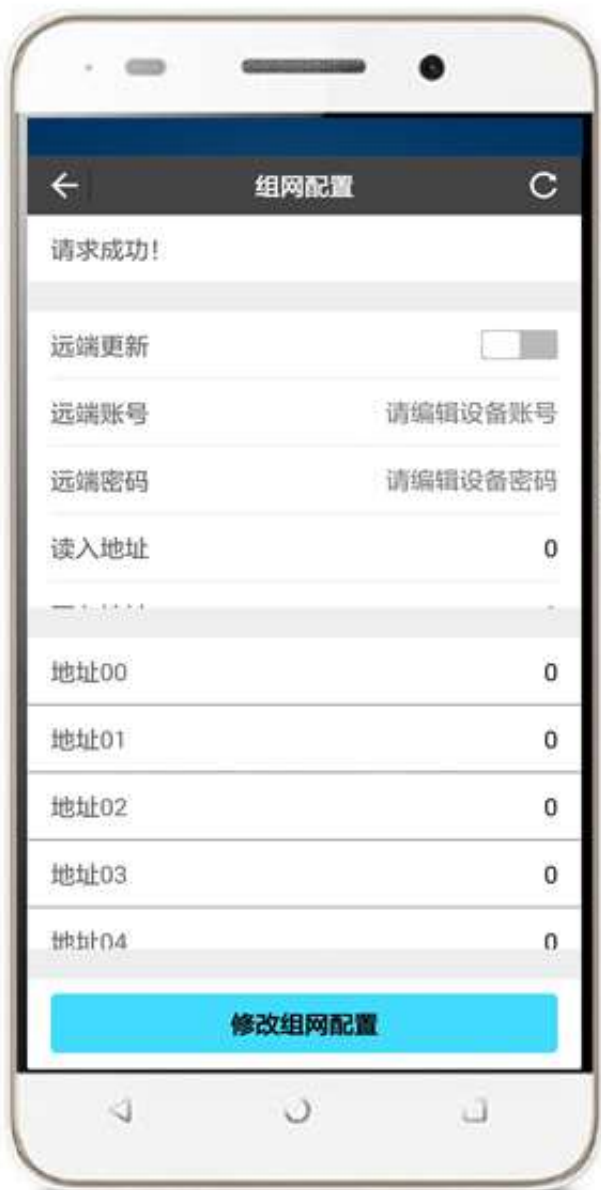 组网配置
请求成功！
远端更新
远端账号 请编辑设备账号
远端密码 请编辑设备密码
读入地址 0
地址00 0
地址01 0
地址02 0
地址03 0
地址04 0
修改组网配置